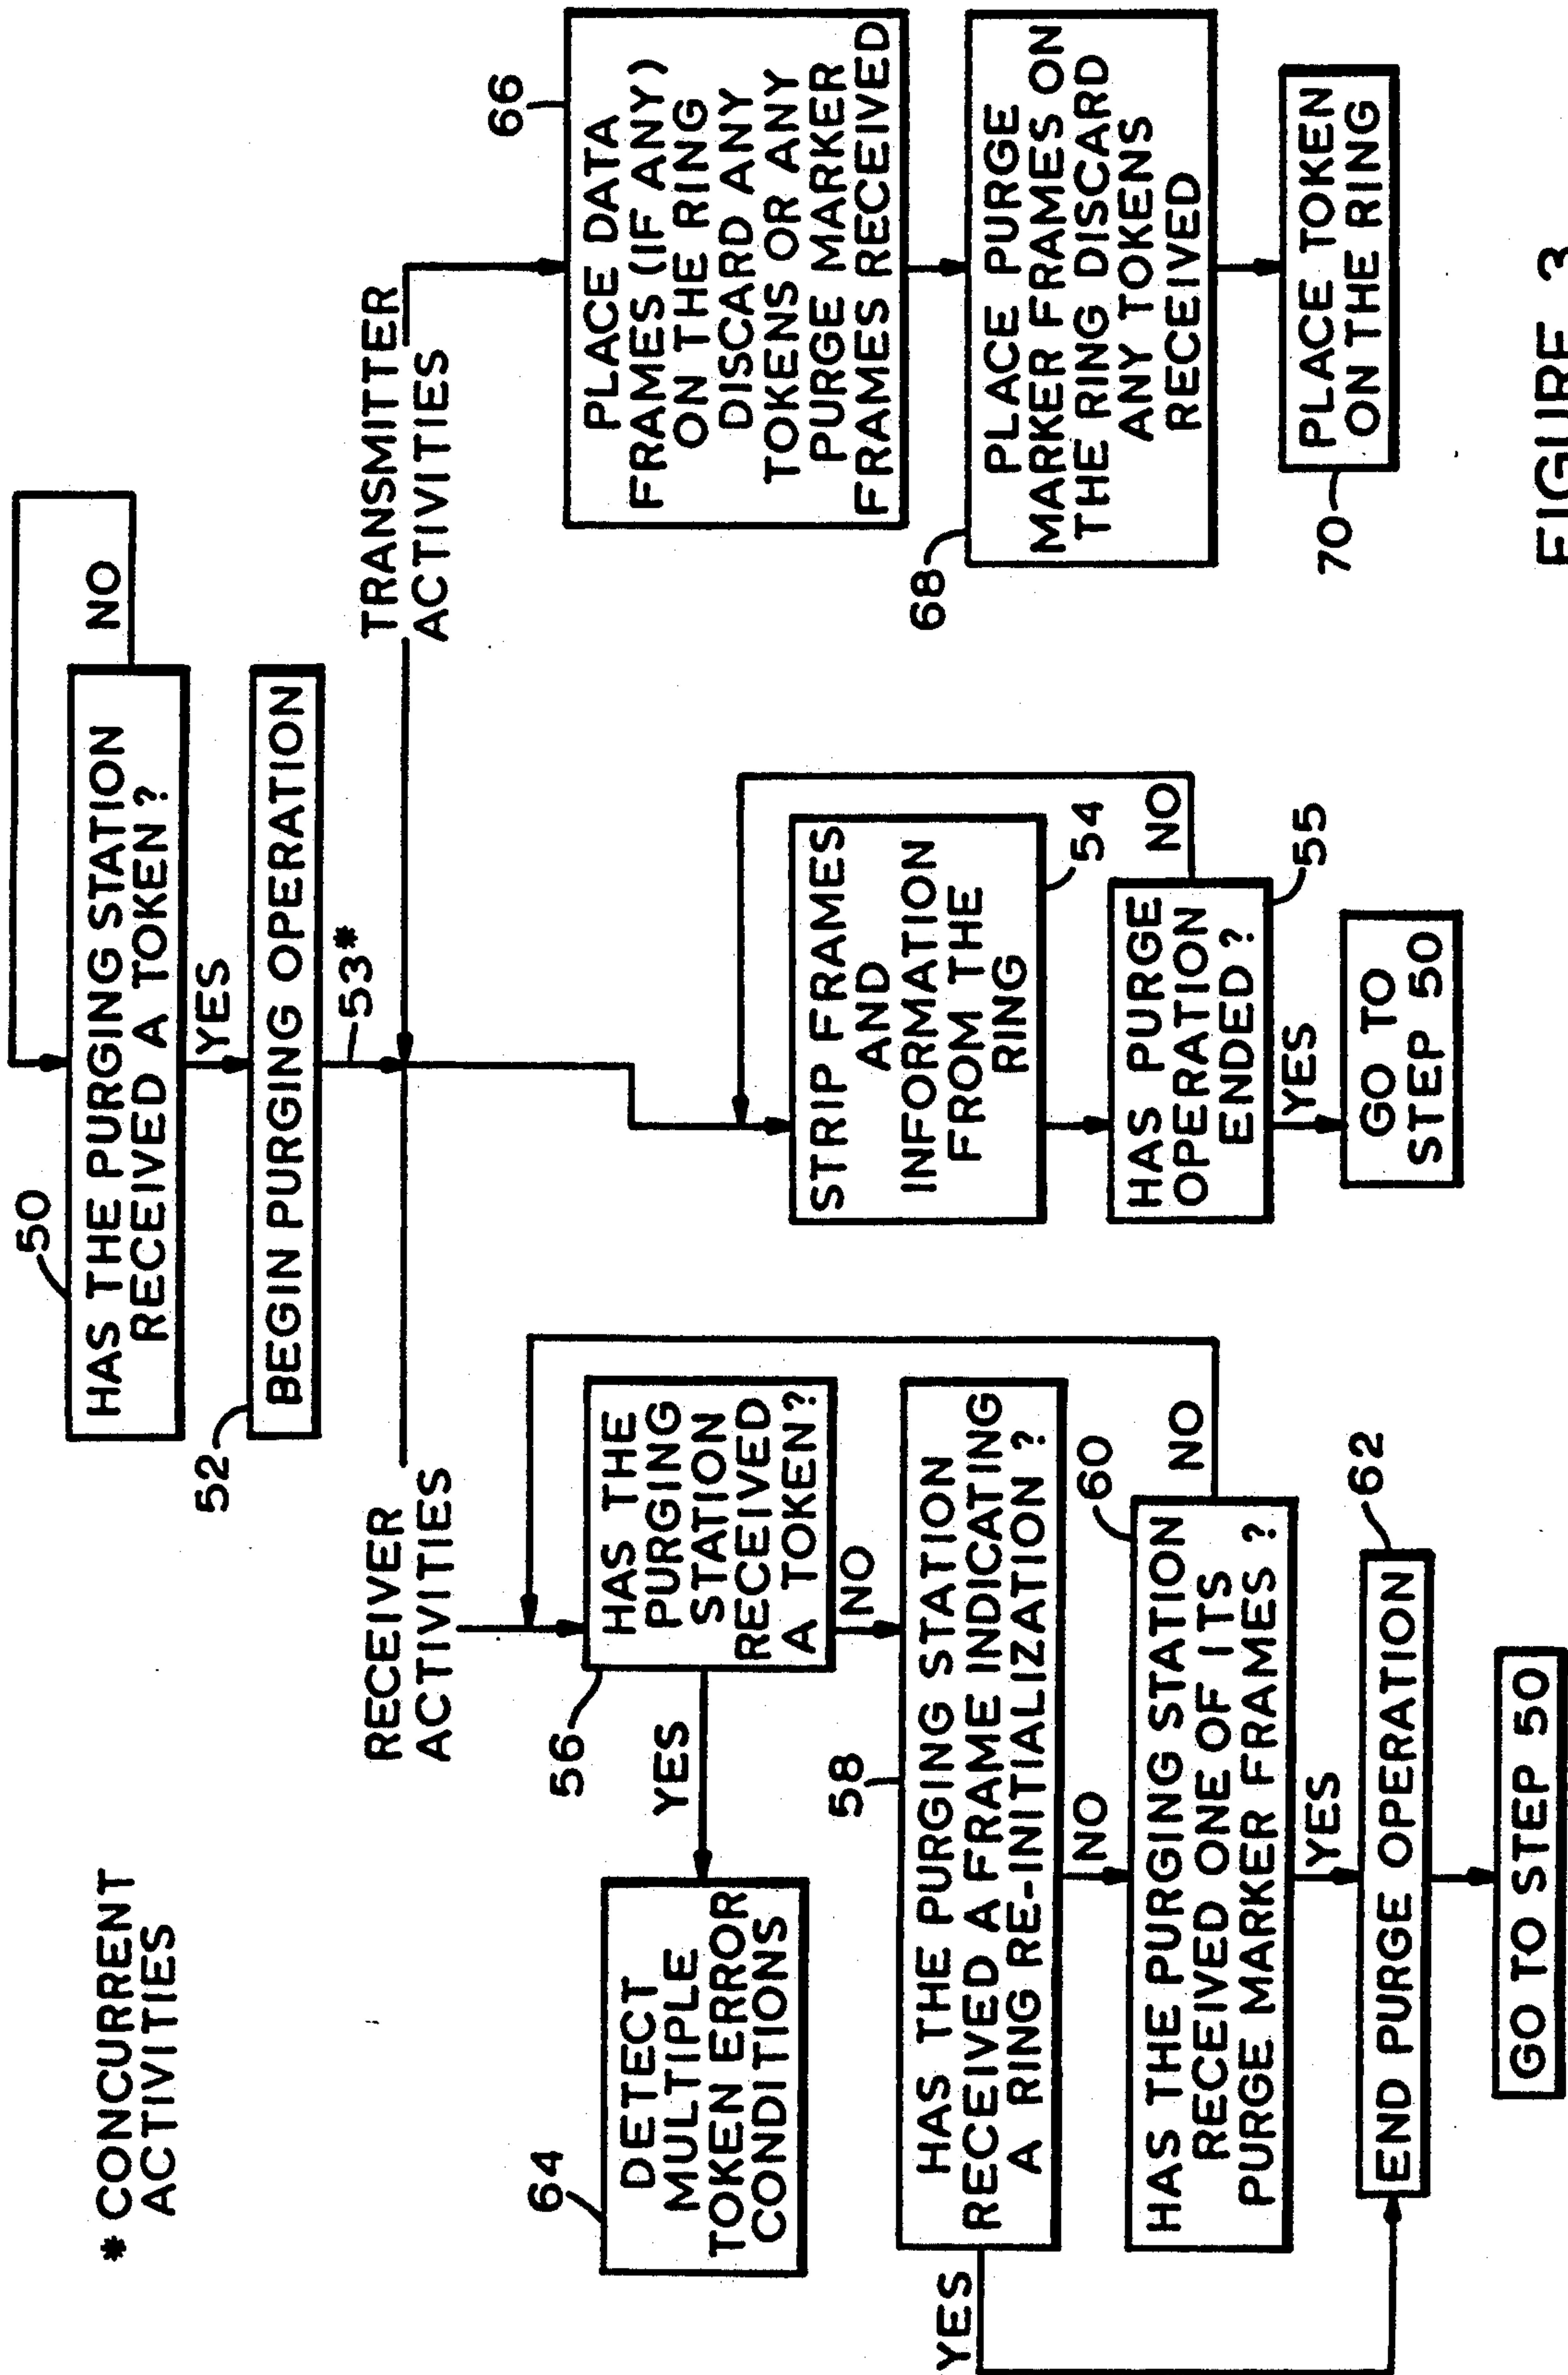 * CONCURRENT
ACTIVITIES
50
HAS THE PURGING STATION
RECEIVED A TOKEN?
NO
YES
52
BEGIN PURGING OPERATION
53*
RECEIVER
ACTIVITIES
TRANSMITTER
ACTIVITIES
56
HAS THE
PURGING
STATION
RECEIVED
A TOKEN?
YES
NO
64
DETECT
MULTIPLE
TOKEN ERROR
CONDITIONS
58
HAS THE PURGING STATION
RECEIVED A FRAME INDICATING
A RING RE-INITIALIZATION ?
YES
NO
60
HAS THE PURGING STATION
RECEIVED ONE OF ITS
PURGE MARKER FRAMES ?
NO
YES
62
END PURGE OPERATION
GO TO STEP 50
STRIP FRAMES
AND
INFORMATION
FROM THE
RING
54
HAS PURGE
OPERATION
ENDED?
NO
55
YES
GO TO
STEP 50
66
PLACE DATA
FRAMES (IF ANY)
ON THE RING
DISCARD ANY
TOKENS OR ANY
PURGE MARKER
FRAMES RECEIVED
68
PLACE PURGE
MARKER FRAMES ON
THE RING DISCARD
ANY TOKENS
RECEIVED
70
PLACE TOKEN
ON THE RING
FIGURE 3